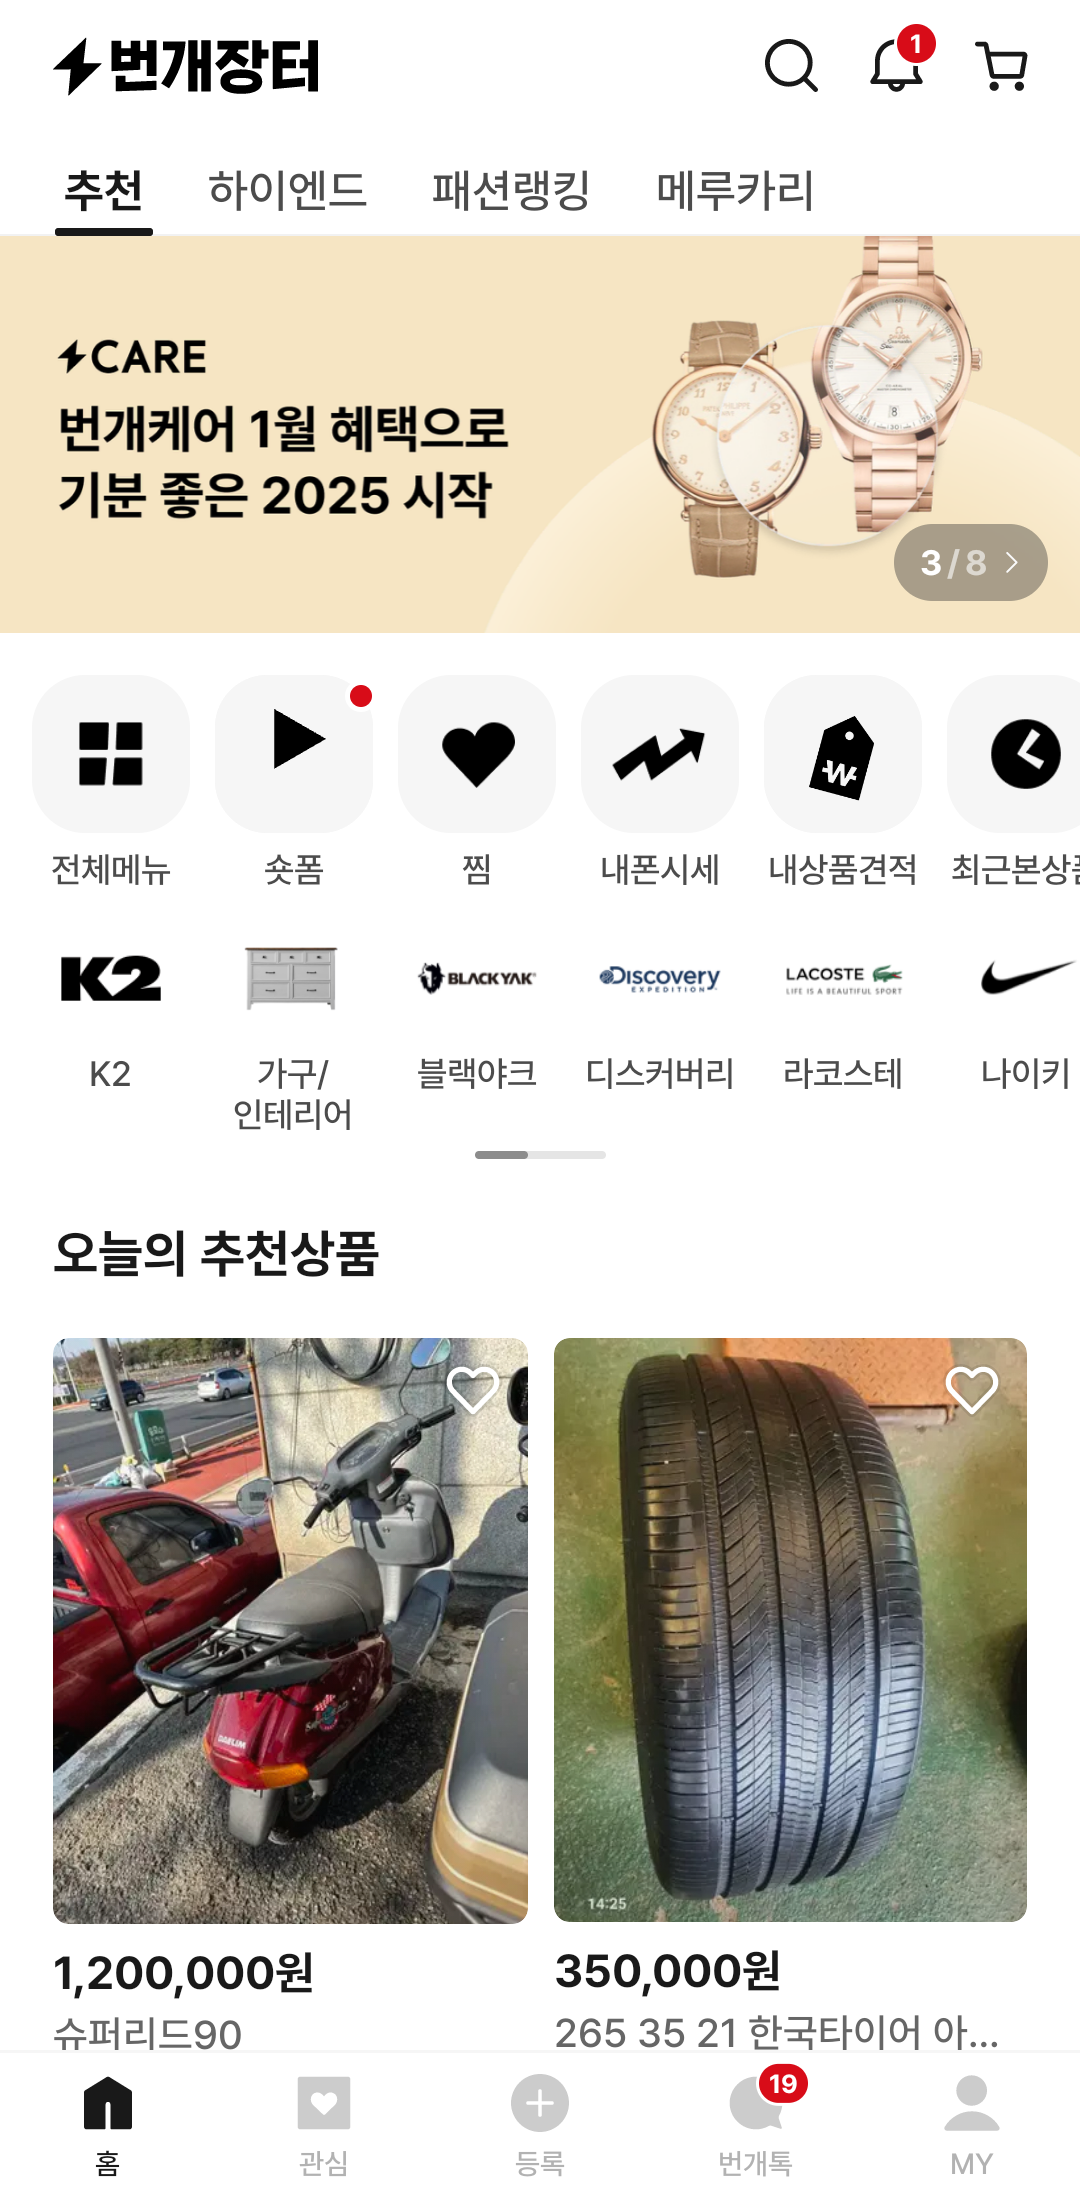 번개장터
1
추천 하이엔드 패션랭킹 메루카리
CARE
번개케어 1월 혜택으로
기분 좋은 2025 시작
3 / 8
전체메뉴 숏폼 찜 내폰시세 내상품견적 최근본상품
K2 BLACKYAK Discovery EXPEDITION LACOSTE
LIFE IS A BEAUTIFUL SPORT
K2 가구/ 블랙야크 디스커버리 라코스테 나이키
인테리어
오늘의 추천상품
DAELIM
14:25
1,200,000원 350,000원
슈퍼리드90 265 35 21 한국타이어 아...
19
홈 관심 등록 번개톡 MY